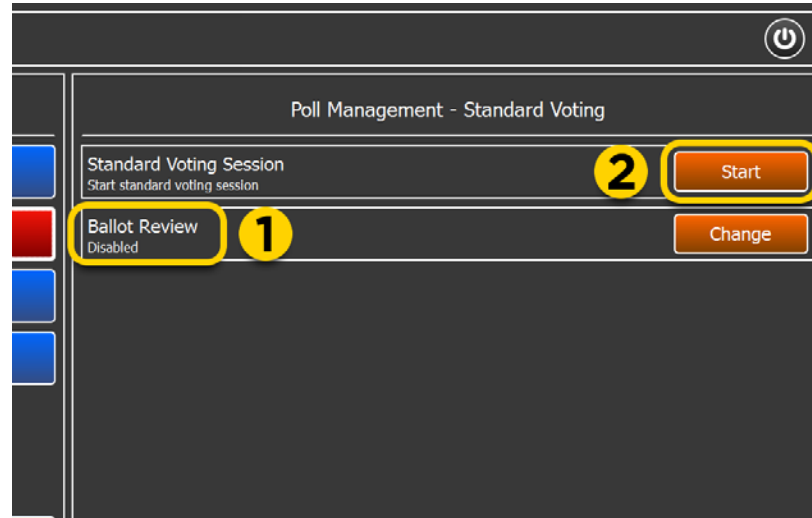 Poll Management - Standard Voting
Standard Voting Session
Start standard voting session
2
Start
Ballot Review
Disabled
1
Change